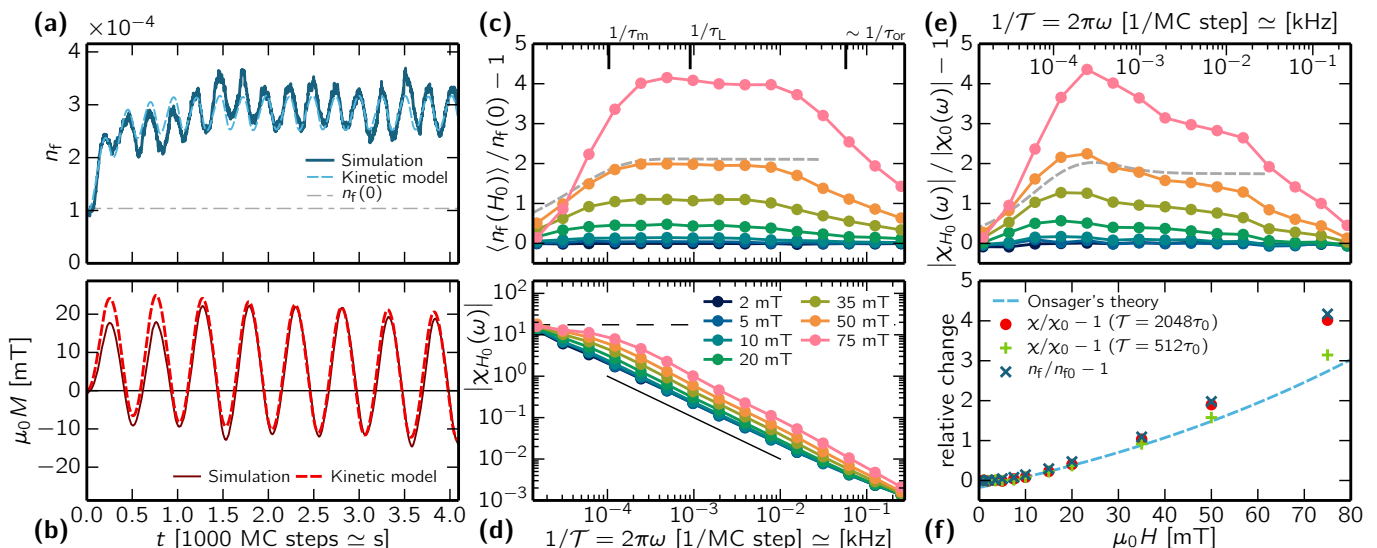 (a)
×10⁻⁴
4
3
2
1
0
n_f
Simulation
Kinetic model
n_f(0)
20
10
0
−10
−20
μ₀M [mT]
Simulation
Kinetic model
0.0 0.5 1.0 1.5 2.0 2.5 3.0 3.5 4.0
(b)
t [1000 MC steps ≃ s]
(c)
1/τ_m
1/τ_L
∼ 1/τ_or
5
4
3
2
1
0
⟨n_f(H₀)⟩ / n_f(0) − 1
10²
10¹
10⁰
10⁻¹
10⁻²
10⁻³
|χ_H₀(ω)|
2 mT
5 mT
10 mT
20 mT
35 mT
50 mT
75 mT
10⁻⁴ 10⁻³ 10⁻² 10⁻¹
(d)
1/𝒯 = 2πω [1/MC step] ≃ [kHz]
(e)
1/𝒯 = 2πω [1/MC step] ≃ [kHz]
10⁻⁴ 10⁻³ 10⁻² 10⁻¹
5
4
3
2
1
0
|χ_H₀(ω)| / |χ₀(ω)| − 1
5
4
3
2
1
0
relative change
Onsager's theory
χ/χ₀ − 1 (𝒯 = 2048τ₀)
χ/χ₀ − 1 (𝒯 = 512τ₀)
n_f/n_f0 − 1
0 10 20 30 40 50 60 70 80
(f)
μ₀H [mT]